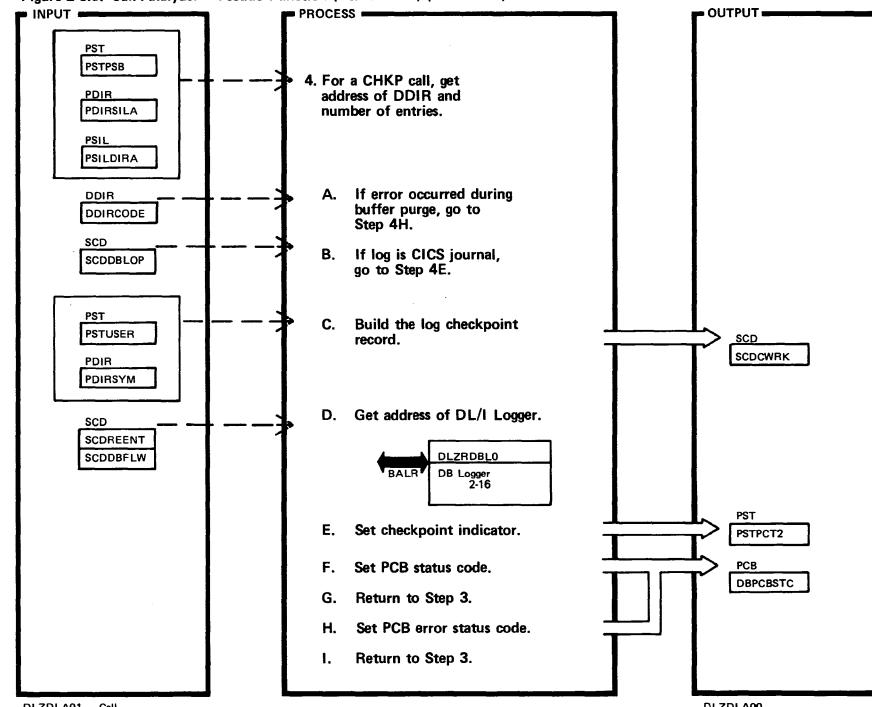 INPUT
PROCESS
OUTPUT
PST
PSTPSB
PDIR
PDIRSILA
PSIL
PSILDIRA
4. For a CHKP call, get
address of DDIR and
number of entries.
DDIR
DDIRCODE
A. If error occurred during
buffer purge, go to
Step 4H.
SCD
SCDDBLOP
B. If log is CICS journal,
go to Step 4E.
PST
PSTUSER
PDIR
PDIRSYM
C. Build the log checkpoint
record.
SCD
SCDCWRK
SCD
SCDREENT
SCDDBFLW
D. Get address of DL/I Logger.
BALR
DLZRDBL0
DB Logger
2-16
E. Set checkpoint indicator.
PST
PSTPCT2
F. Set PCB status code.
PCB
DBPCBSTC
G. Return to Step 3.
H. Set PCB error status code.
I. Return to Step 3.